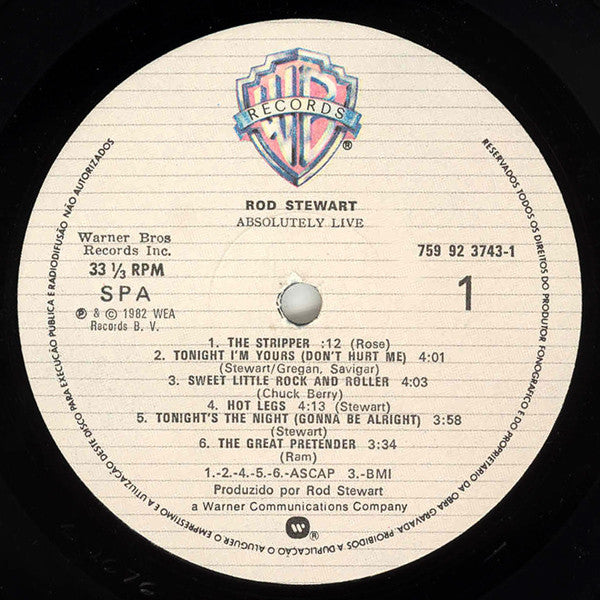 WB
RECORDS
®
ROD STEWART
ABSOLUTELY LIVE
Warner Bros
Records Inc.
33 ⅓ RPM
SPA
℗ & © 1982 WEA
Records B. V.
759 92 3743-1
1
1. THE STRIPPER :12 (Rose)
2. TONIGHT I'M YOURS (DON'T HURT ME) 4:01
(Stewart/Gregan, Savigar)
3. SWEET LITTLE ROCK AND ROLLER 4:03
(Chuck Berry)
4. HOT LEGS 4:13 (Stewart)
5. TONIGHT'S THE NIGHT (GONNA BE ALRIGHT) 3:58
(Stewart)
6. THE GREAT PRETENDER 3:34
(Ram)
1.-2.-4.-5.-6.-ASCAP 3.-BMI
Produzido por Rod Stewart
a Warner Communications Company
®
RESERVADOS TODOS OS DIREITOS DO PRODUTOR FONOGRAFICO E DO PROPRIETARIO DA OBRA GRAVADA. PROIBIDOS A DUPLICAÇÃO O ALUGUER O EMPRESTIMO E A UTILIZAÇÃO DESTE DISCO PARA EXECUÇÃO PUBLICA E RADIODIFUSÃO NÃO AUTORIZADOS